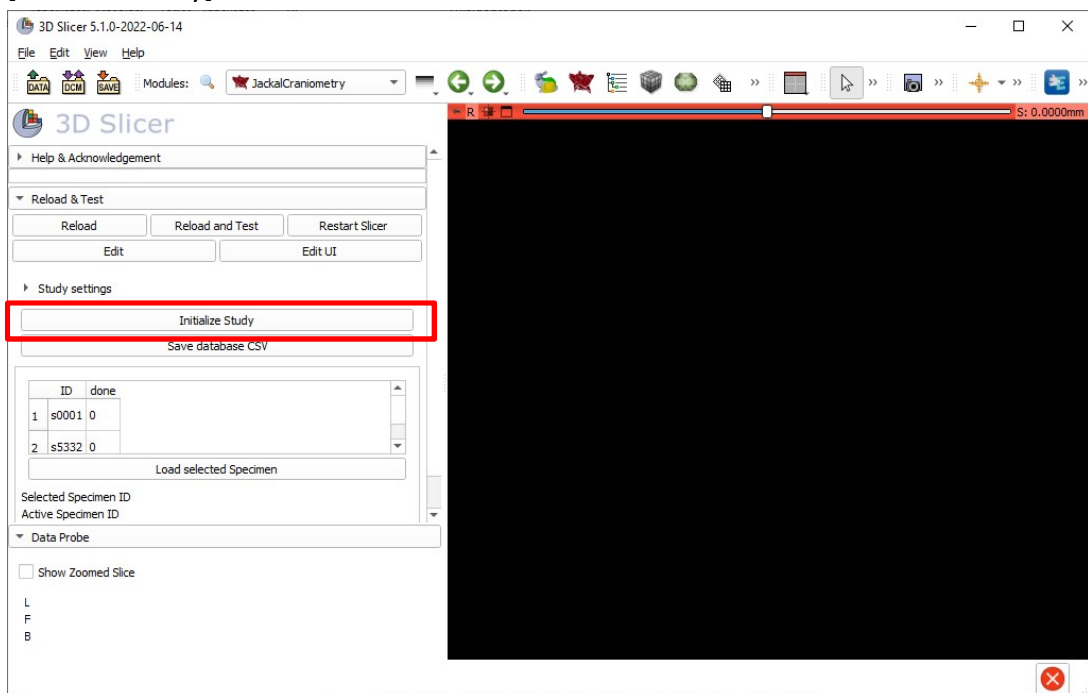 3D Slicer 5.1.0-2022-06-14
File Edit View Help
DATA DCM SAVE Modules: JackalCraniometry » » » » »
3D Slicer
R S: 0.0000mm
Help & Acknowledgement
Reload & Test
Reload Reload and Test Restart Slicer
Edit Edit UI
Study settings
Initialize Study
Save database CSV
ID done
1 s0001 0
2 s5332 0
Load selected Specimen
Selected Specimen ID
Active Specimen ID
Data Probe
Show Zoomed Slice
L
F
B